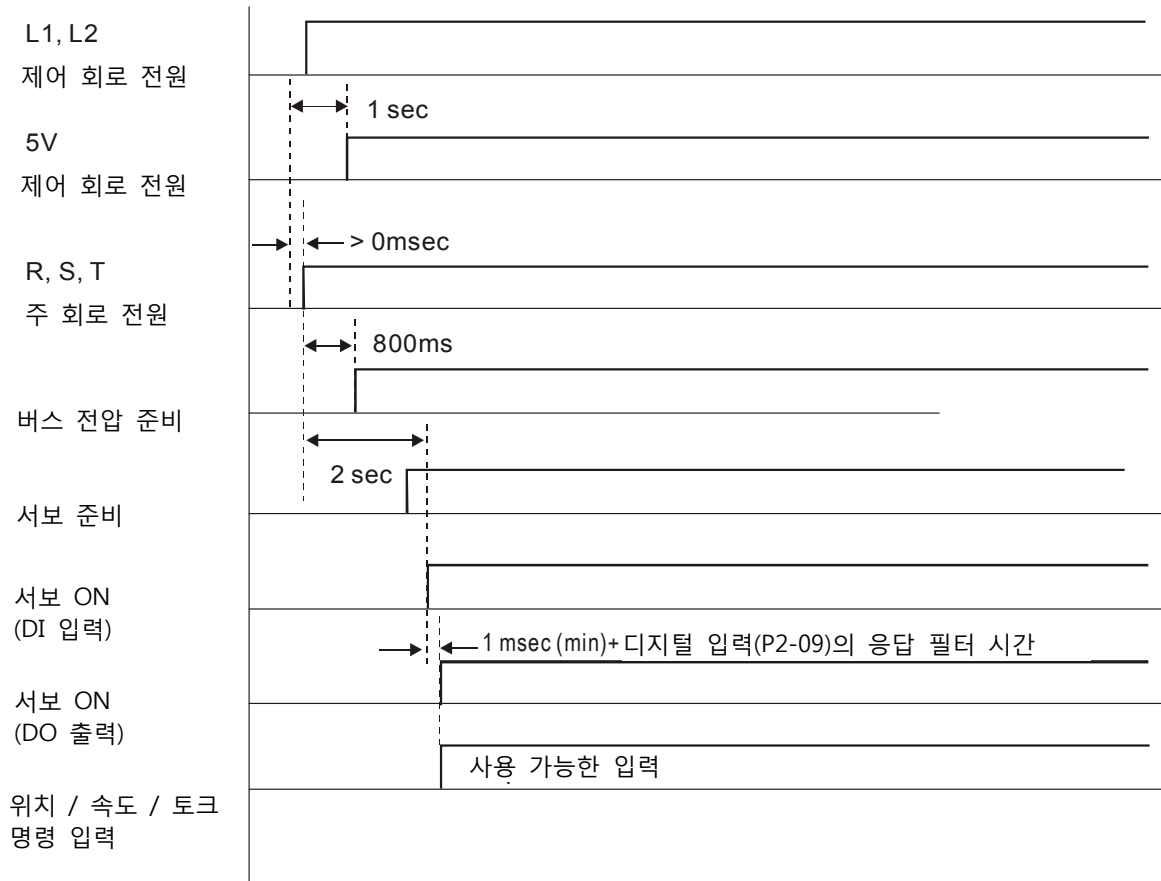 L1, L2
제어 회로 전원
1 sec
5V
제어 회로 전원
> 0msec
R, S, T
주 회로 전원
800ms
버스 전압 준비
2 sec
서보 준비
서보 ON
(DI 입력)
1 msec (min)+디지털 입력(P2-09)의 응답 필터 시간
서보 ON
(DO 출력)
사용 가능한 입력
위치 / 속도 / 토크
명령 입력